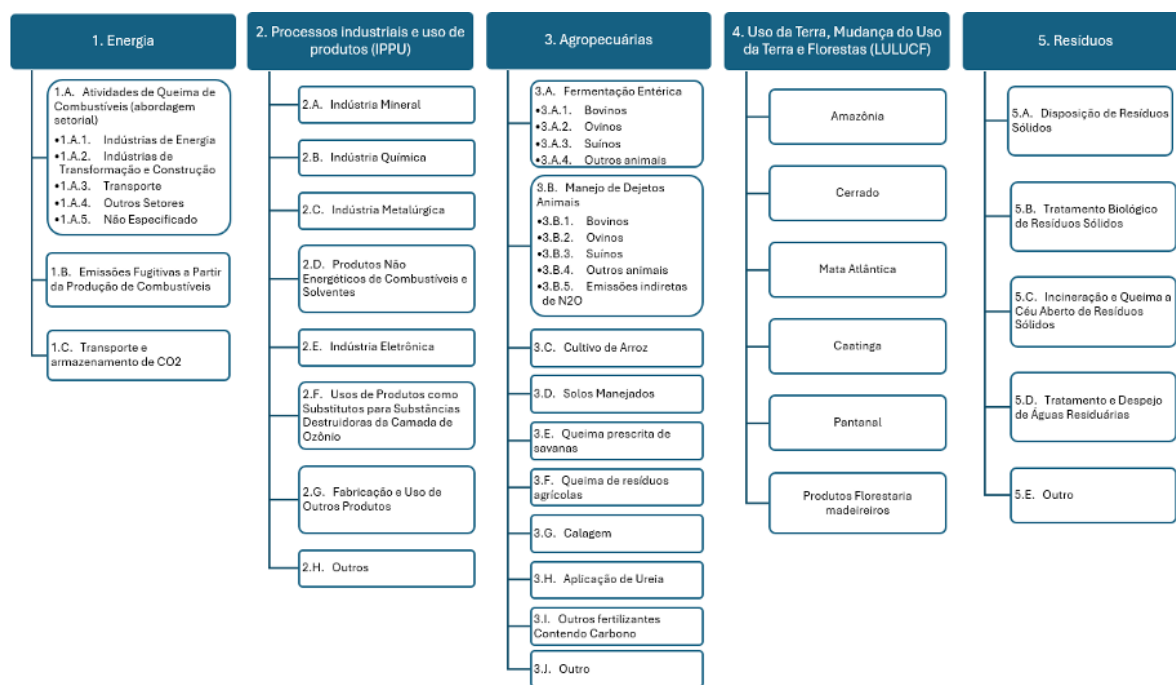 1. Energia
1.A. Atividades de Queima de
Combustíveis (abordagem
setorial)
•1.A.1. Indústrias de Energia
•1.A.2. Indústrias de
Transformação e Construção
•1.A.3. Transporte
•1.A.4. Outros Setores
•1.A.5. Não Especificado
1.B. Emissões Fugitivas a Partir
da Produção de Combustíveis
1.C. Transporte e
armazenamento de CO2
2. Processos industriais e uso de
produtos (IPPU)
2.A. Indústria Mineral
2.B. Indústria Química
2.C. Indústria Metalúrgica
2.D. Produtos Não
Energéticos de Combustíveis e
Solventes
2.E. Indústria Eletrônica
2.F. Usos de Produtos como
Substitutos para Substâncias
Destruidoras da Camada de
Ozônio
2.G. Fabricação e Uso de
Outros Produtos
2.H. Outros
3. Agropecuárias
3.A. Fermentação Entérica
•3.A.1. Bovinos
•3.A.2. Ovinos
•3.A.3. Suínos
•3.A.4. Outros animais
3.B. Manejo de Dejetos
Animais
•3.B.1. Bovinos
•3.B.2. Ovinos
•3.B.3. Suínos
•3.B.4. Outros animais
•3.B.5. Emissões indiretas
de N2O
3.C. Cultivo de Arroz
3.D. Solos Manejados
3.E. Queima prescrita de
savanas
3.F. Queima de resíduos
agrícolas
3.G. Calagem
3.H. Aplicação de Ureia
3.I. Outros fertilizantes
Contendo Carbono
3.J. Outro
4. Uso da Terra, Mudança do Uso
da Terra e Florestas (LULUCF)
Amazônia
Cerrado
Mata Atlântica
Caatinga
Pantanal
Produtos Florestaria
madeireiros
5. Resíduos
5.A. Disposição de Resíduos
Sólidos
5.B. Tratamento Biológico
de Resíduos Sólidos
5.C. Incineração e Queima a
Céu Aberto de Resíduos
Sólidos
5.D. Tratamento e Despejo
de Águas Residuárias
5.E. Outro